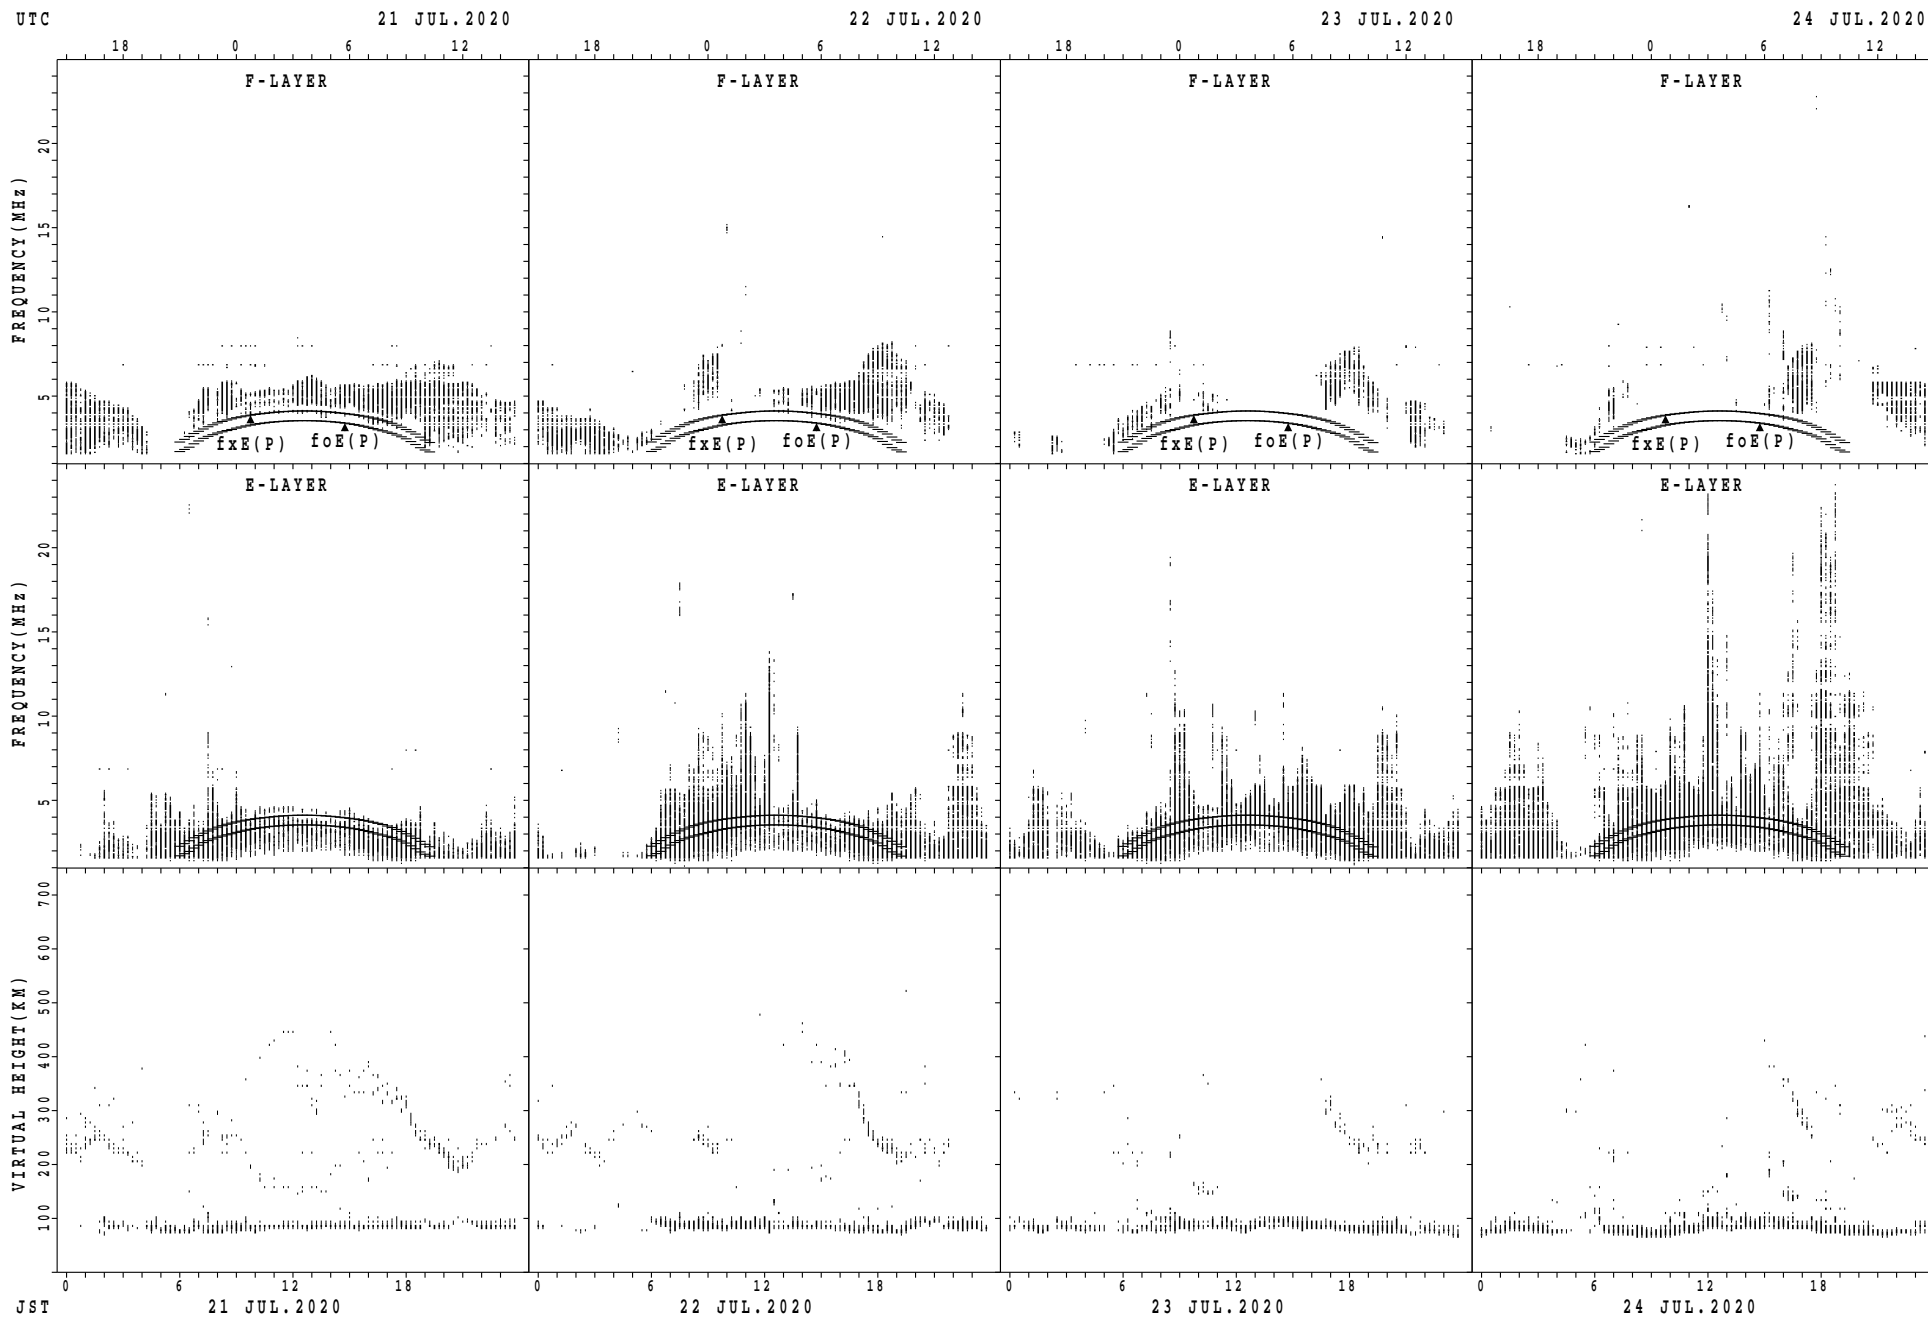 UTC 21 JUL.2020 22 JUL.2020 23 JUL.2020 24 JUL.2020
18 0 6 12 18 0 6 12 18 0 6 12 18 0 6 12
F-LAYER F-LAYER F-LAYER F-LAYER
FREQUENCY(MHz)
20
15
10
5
fxE(P) foE(P) fxE(P) foE(P) fxE(P) foE(P) fxE(P) foE(P)
E-LAYER E-LAYER E-LAYER E-LAYER
FREQUENCY(MHz)
20
15
10
5
VIRTUAL HEIGHT(KM)
700
600
500
400
300
200
100
0 6 12 18 0 6 12 18 0 6 12 18 0 6 12 18
JST 21 JUL.2020 22 JUL.2020 23 JUL.2020 24 JUL.2020